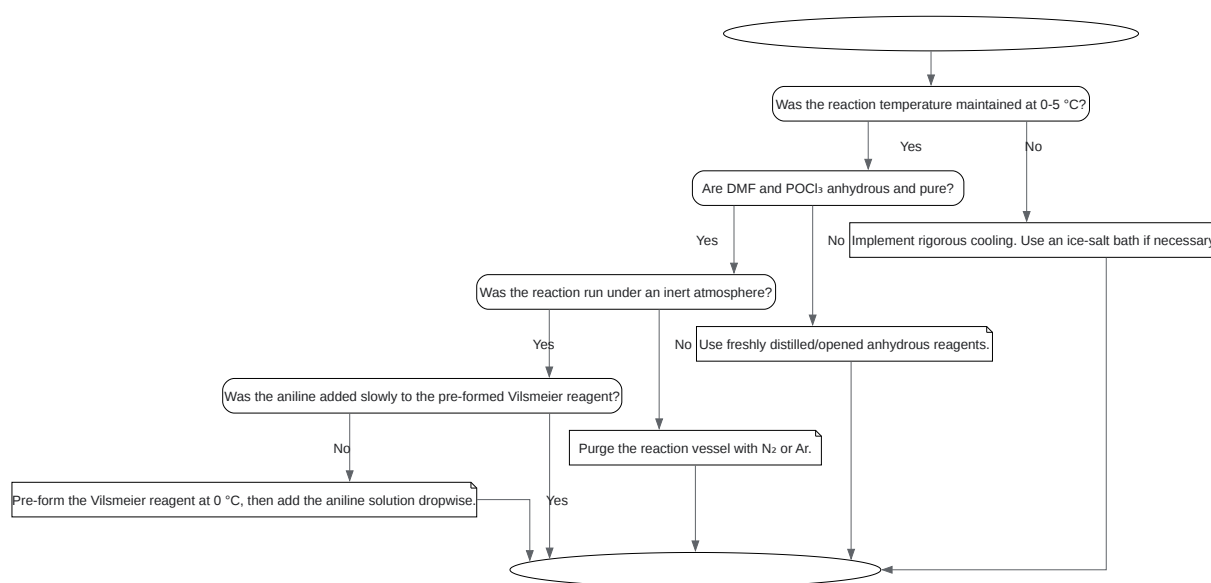 Was the reaction temperature maintained at 0-5 °C?
Yes
No
Are DMF and POCl₃ anhydrous and pure?
Yes
No
Implement rigorous cooling. Use an ice-salt bath if necessary
Was the reaction run under an inert atmosphere?
Yes
No
Use freshly distilled/opened anhydrous reagents.
Was the aniline added slowly to the pre-formed Vilsmeier reagent?
No
Purge the reaction vessel with N₂ or Ar.
Pre-form the Vilsmeier reagent at 0 °C, then add the aniline solution dropwise.
Yes